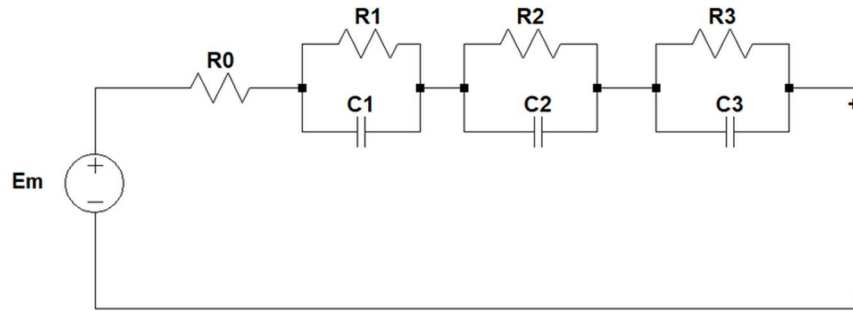 R1 R2 R3
R0
C1 C2 C3
+
Em
+
−